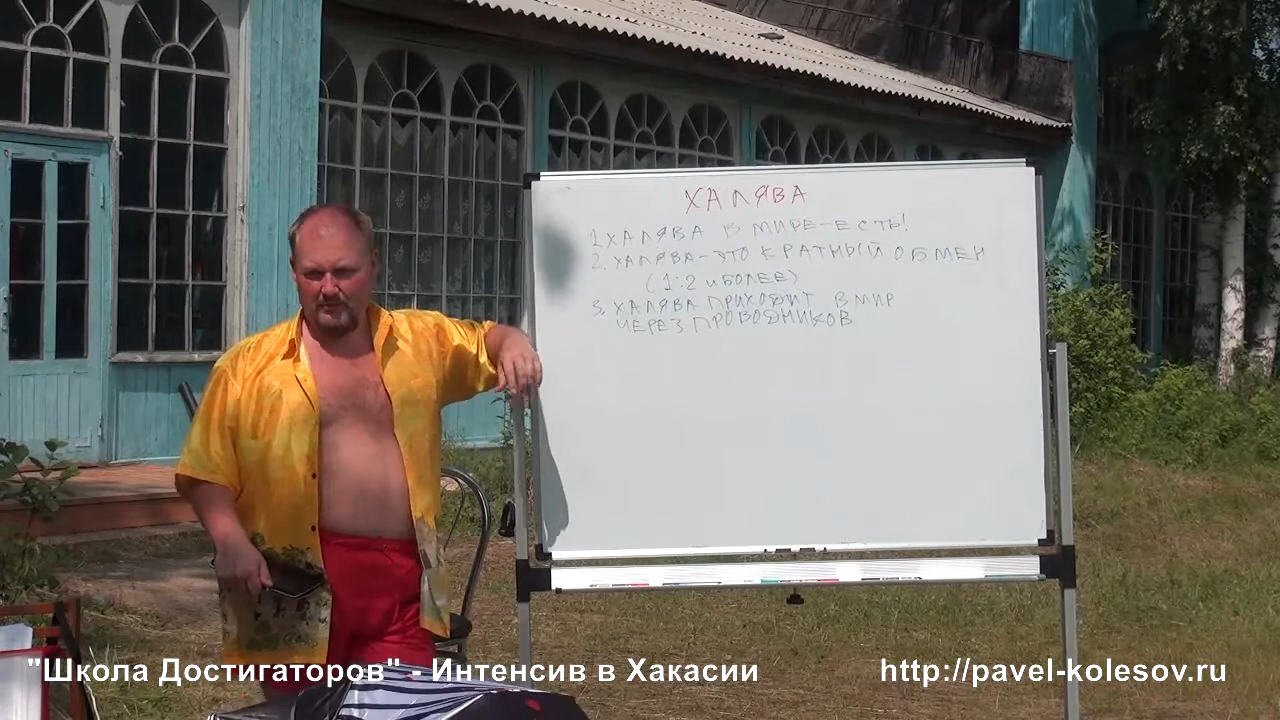 ХАЛЯВА
1. ХАЛЯВА В МИРЕ-ЕСТЬ!
2. ХАЛЯВА-ЭТО КРАТНЫЙ ОБМЕН
(1:2 и БОЛЕЕ)
3. ХАЛЯВА ПРИХОДИТ В МИР
ЧЕРЕЗ ПРОВОДНИКОВ
"Школа Достигаторов" - Интенсив в Хакасии
http://pavel-kolesov.ru